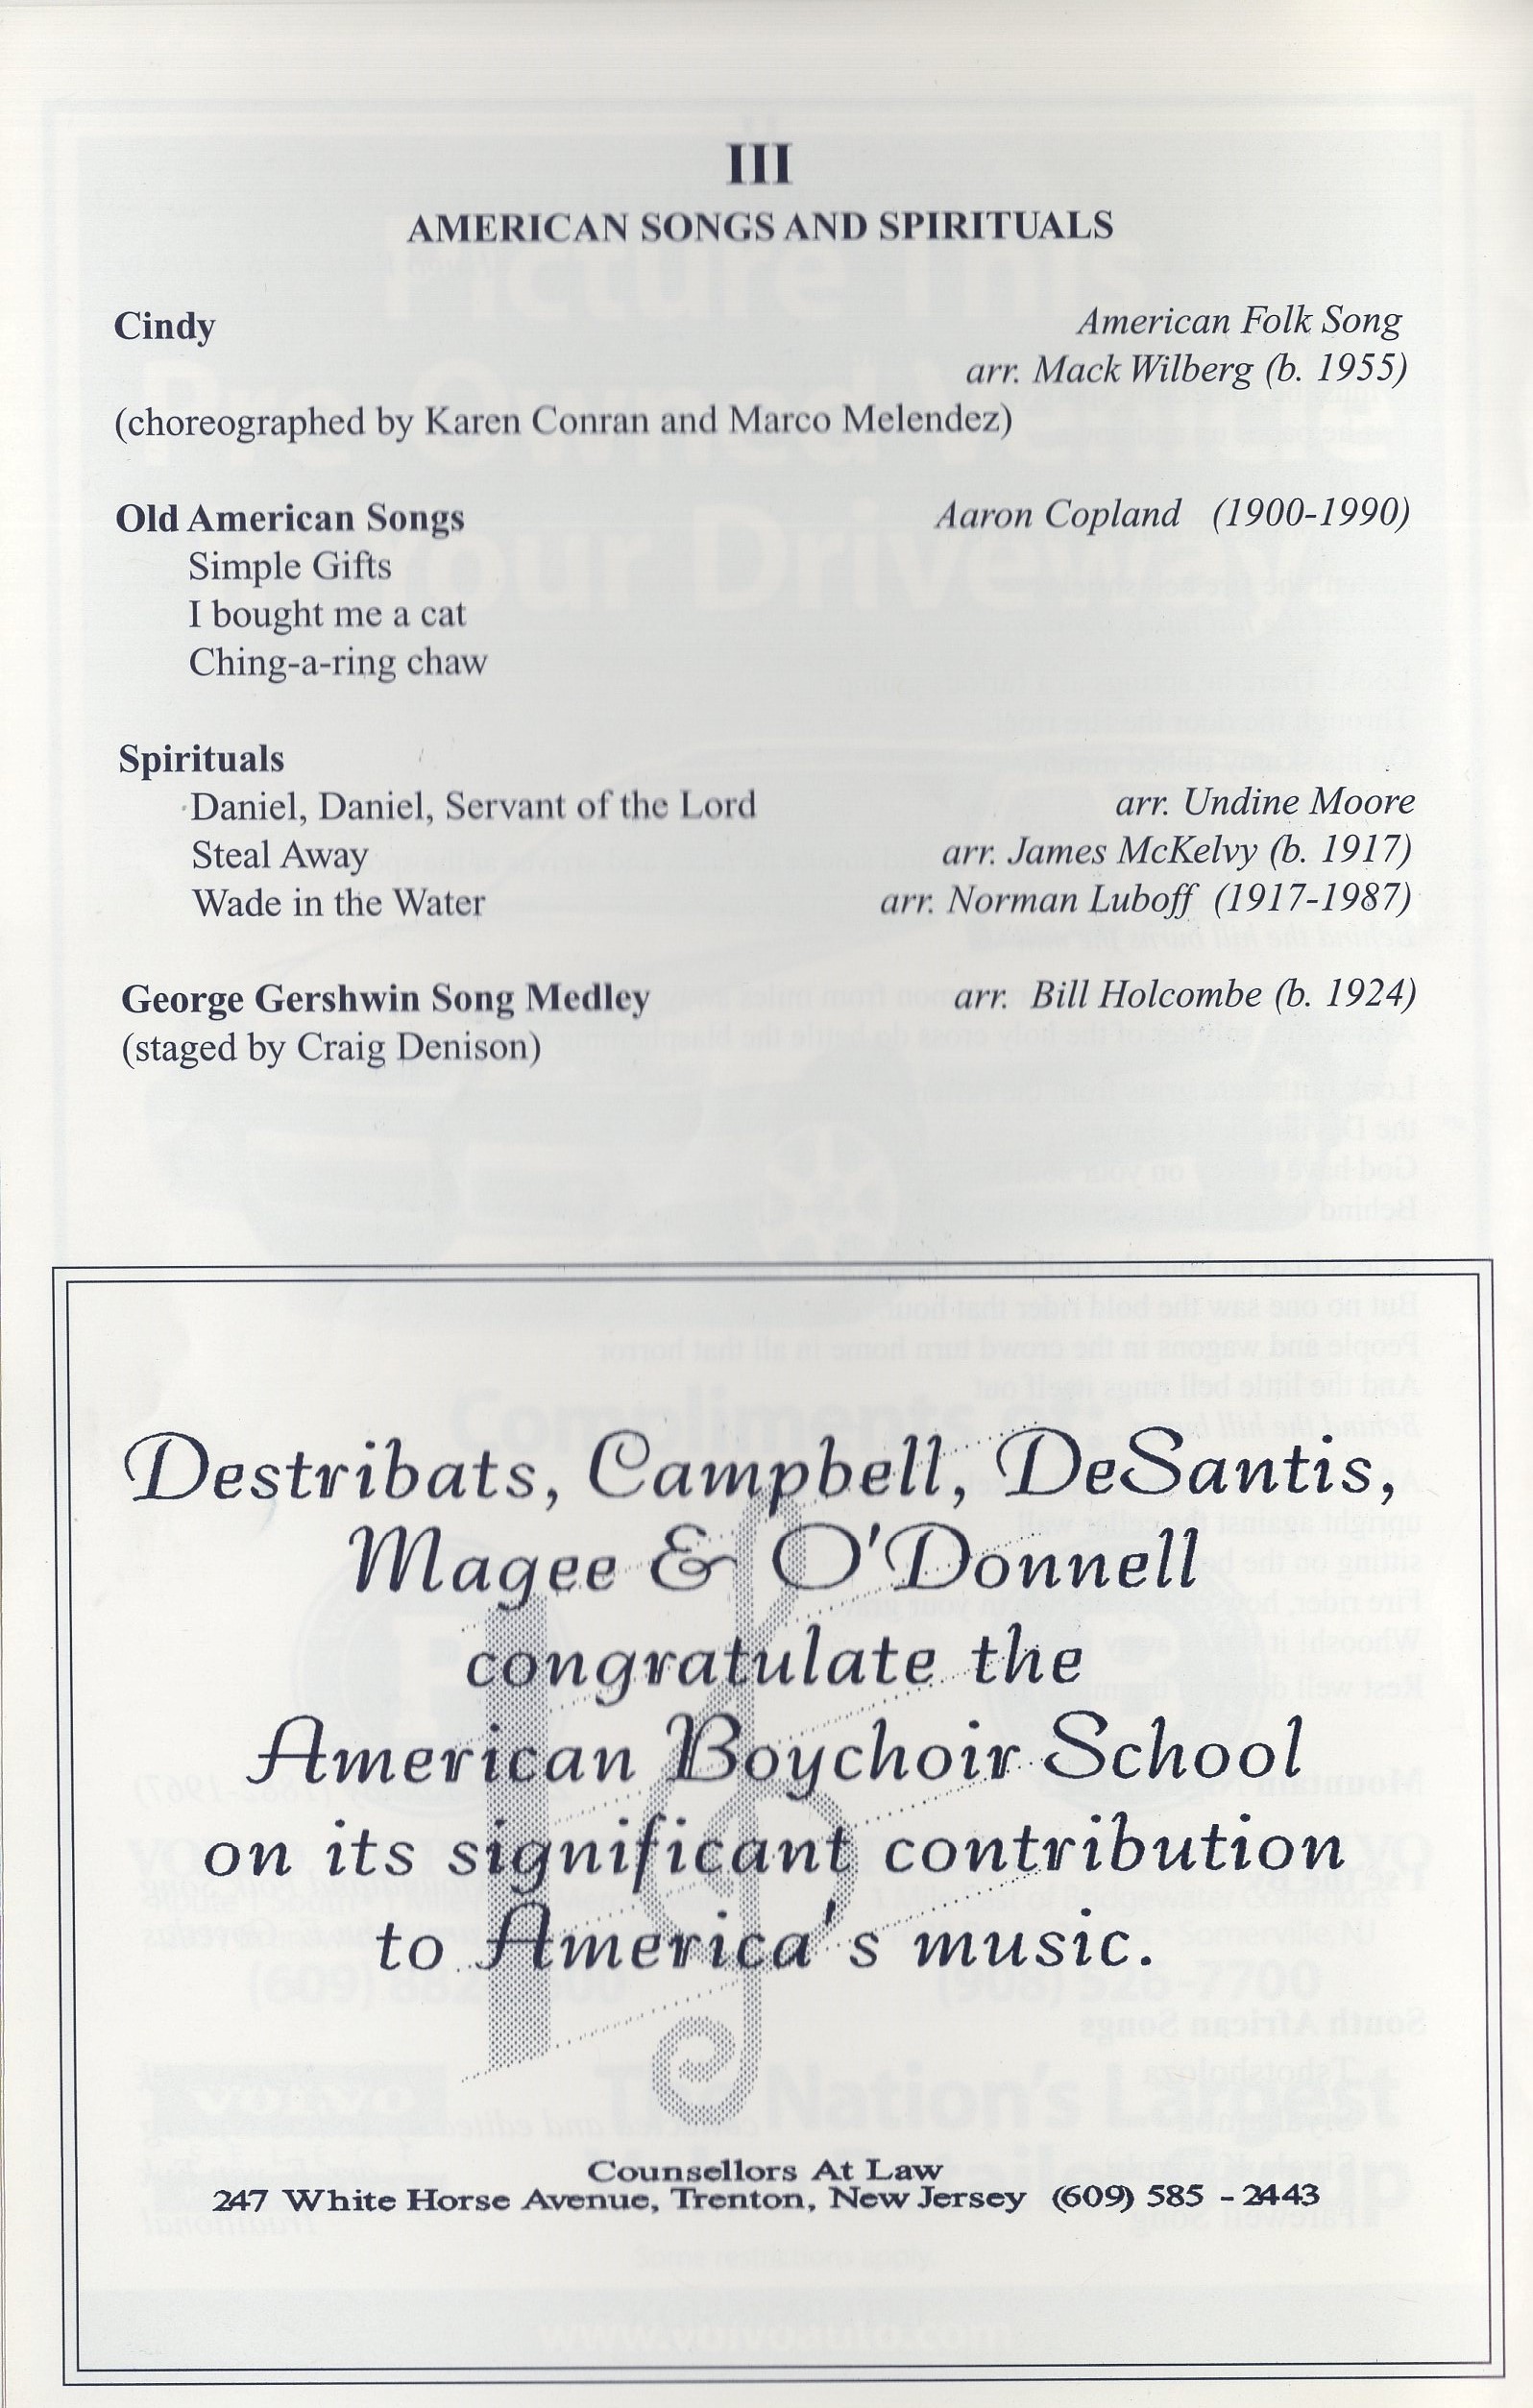 III
AMERICAN SONGS AND SPIRITUALS
Cindy American Folk Song
arr. Mack Wilberg (b. 1955)
(choreographed by Karen Conran and Marco Melendez)
Old American Songs Aaron Copland (1900-1990)
Simple Gifts
I bought me a cat
Ching-a-ring chaw
Spirituals
Daniel, Daniel, Servant of the Lord arr. Undine Moore
Steal Away arr. James McKelvy (b. 1917)
Wade in the Water arr. Norman Luboff (1917-1987)
George Gershwin Song Medley arr. Bill Holcombe (b. 1924)
(staged by Craig Denison)
Destribats, Campbell, DeSantis,
Magee & O'Donnell
congratulate the
American Boychoir School
on its significant contribution
to America's music.
Counsellors At Law
247 White Horse Avenue, Trenton, New Jersey (609) 585 - 2443